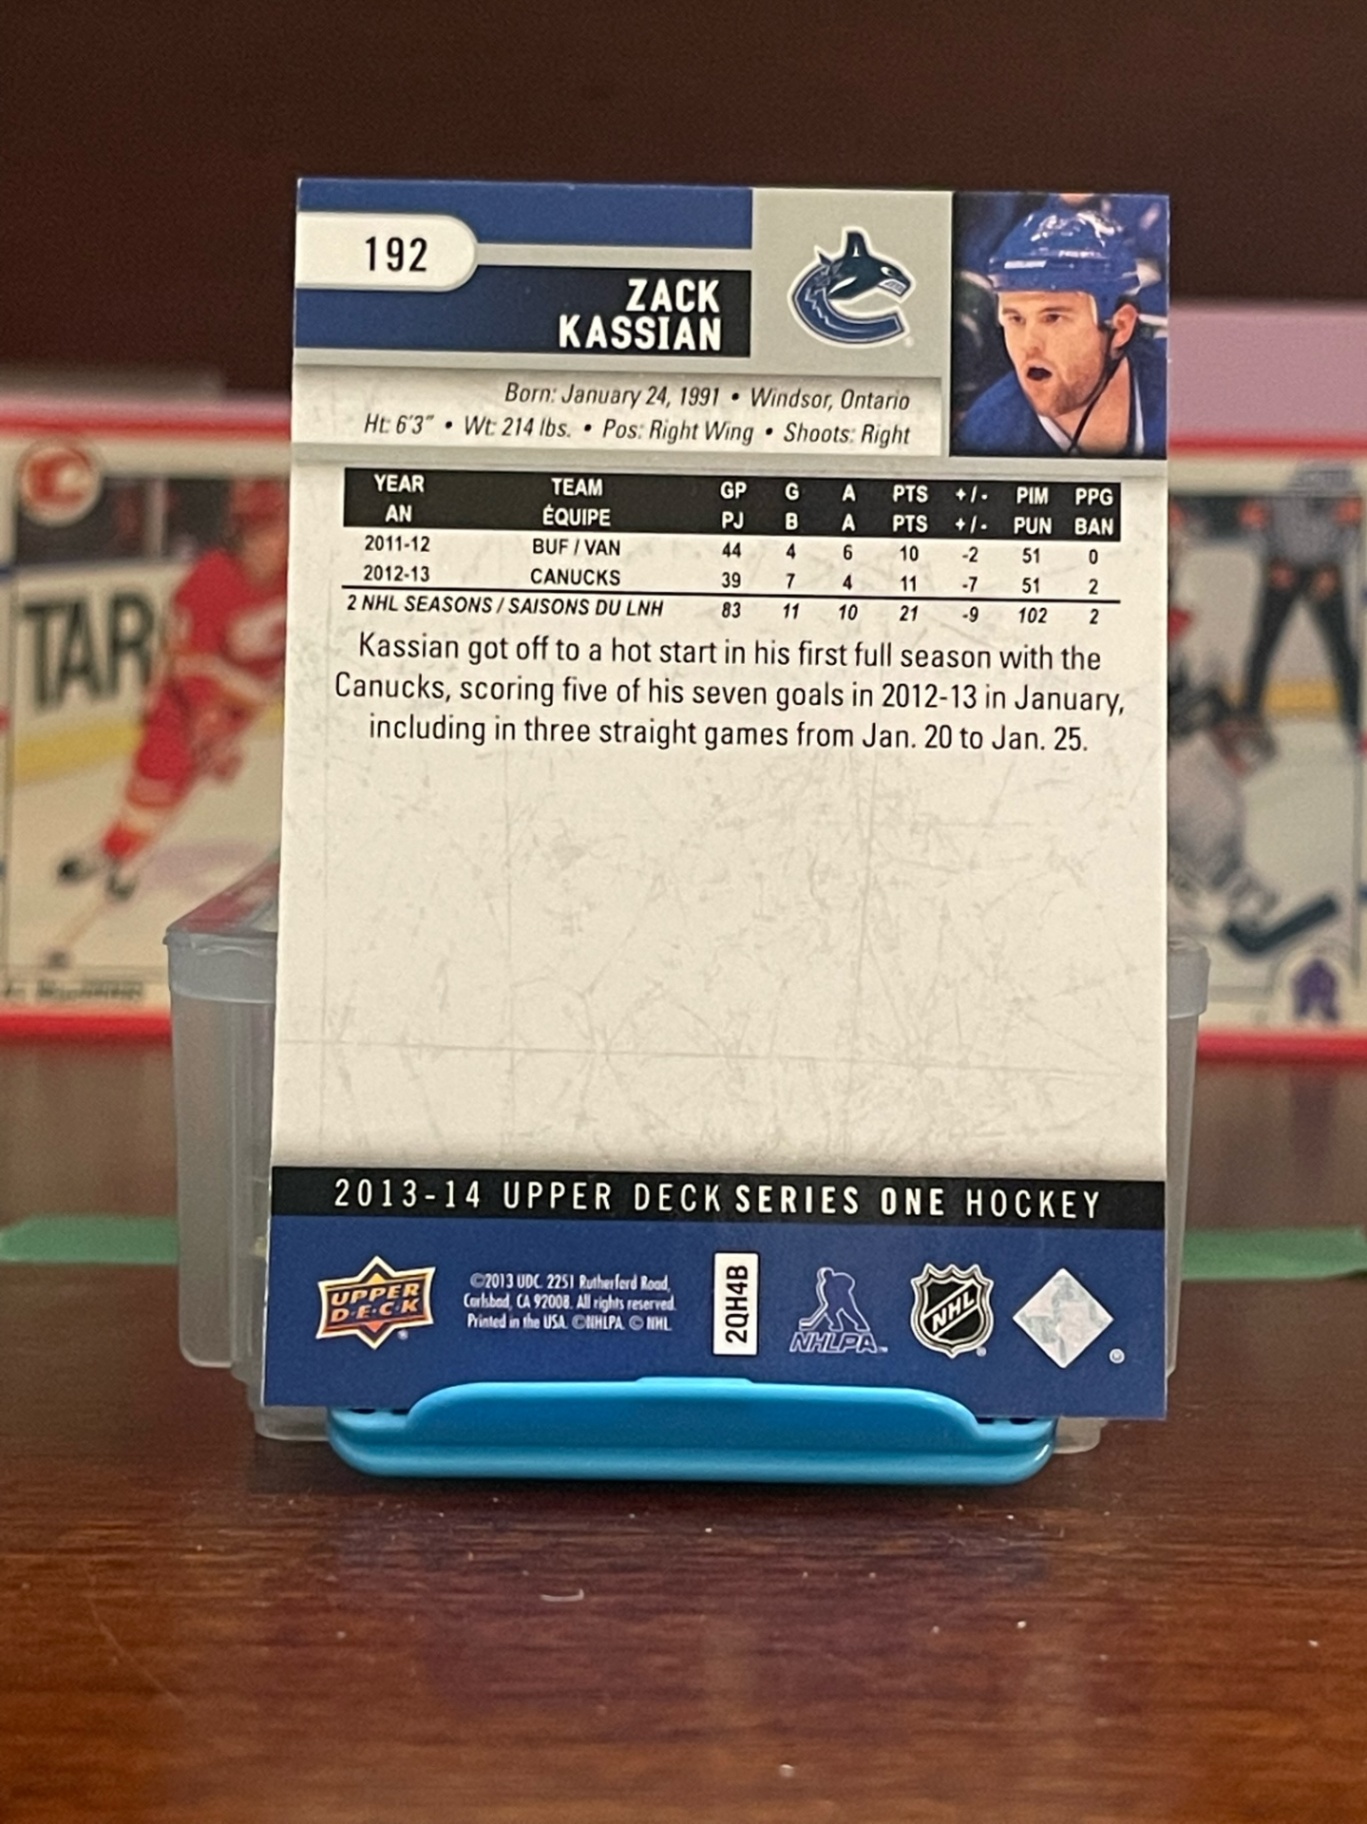 192
ZACK
KASSIAN
Born: January 24, 1991 • Windsor, Ontario
Ht: 6'3" • Wt: 214 lbs. • Pos: Right Wing • Shoots: Right
YEAR TEAM GP G A PTS +/- PIM PPG
AN ÉQUIPE PJ B A PTS +/- PUN BAN
2011-12 BUF / VAN 44 4 6 10 -2 51 0
2012-13 CANUCKS 39 7 4 11 -7 51 2
2 NHL SEASONS / SAISONS DU LNH 83 11 10 21 -9 102 2
Kassian got off to a hot start in his first full season with the
Canucks, scoring five of his seven goals in 2012-13 in January,
including in three straight games from Jan. 20 to Jan. 25.
TAR
2013-14 UPPER DECK SERIES ONE HOCKEY
UPPER
D·E·C·K
©2013 UDC. 2251 Rutherford Road,
Carlsbad, CA 92008. All rights reserved.
Printed in the USA. ©NHLPA. © NHL.
2QH4B
NHLPA™
NHL